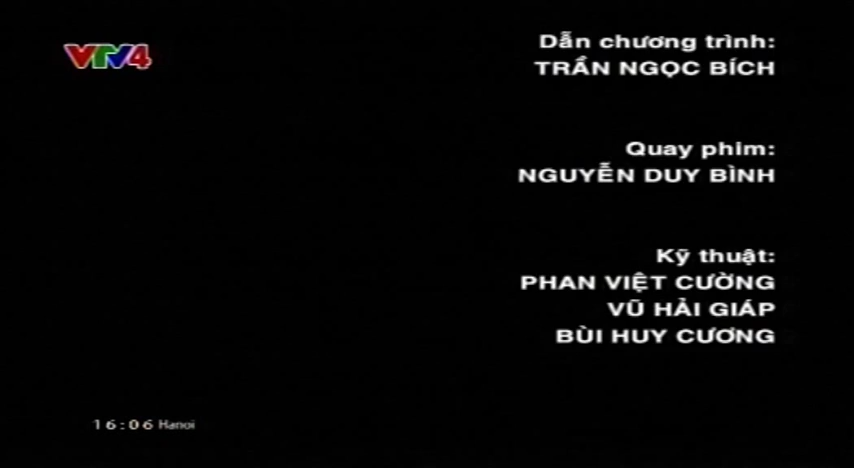 VTV4
Dẫn chương trình:
TRẦN NGỌC BÍCH
Quay phim:
NGUYỄN DUY BÌNH
Kỹ thuật:
PHAN VIỆT CƯỜNG
VŨ HẢI GIÁP
BÙI HUY CƯƠNG
16:06 Hanoi